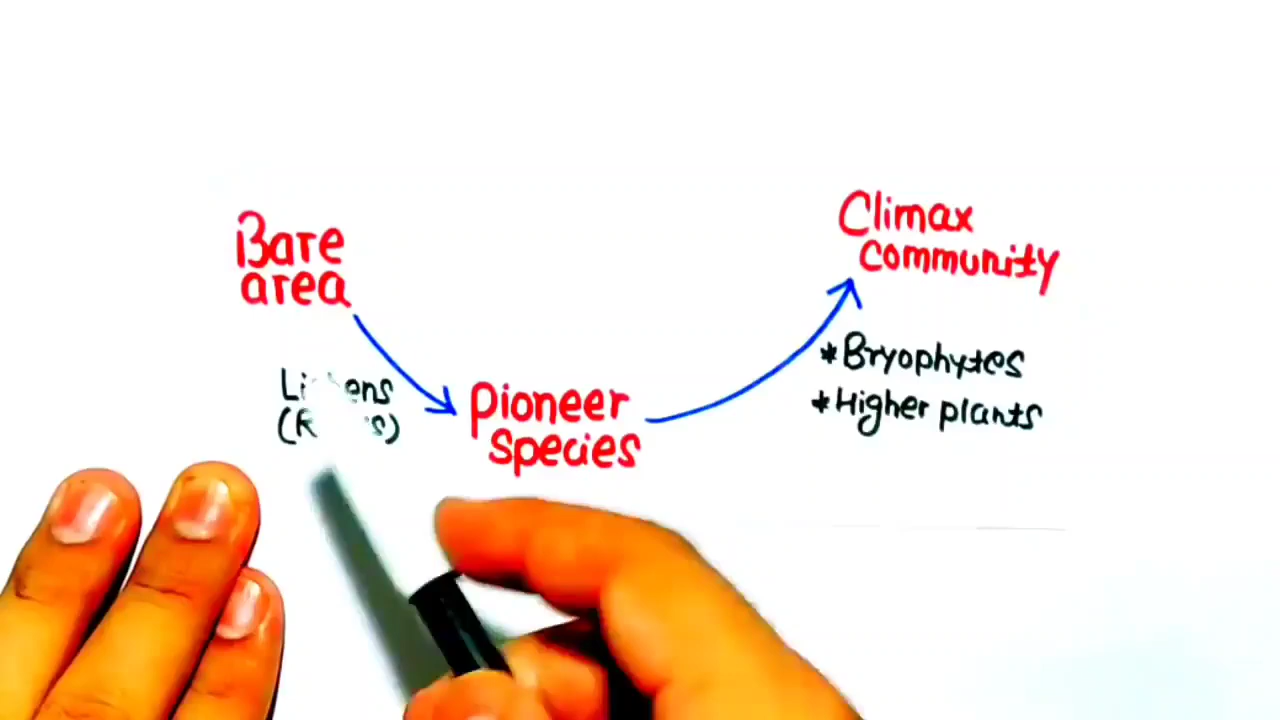 Bare
area
Pioneer
species
Climax
community
*Bryophytes
*Higher plants